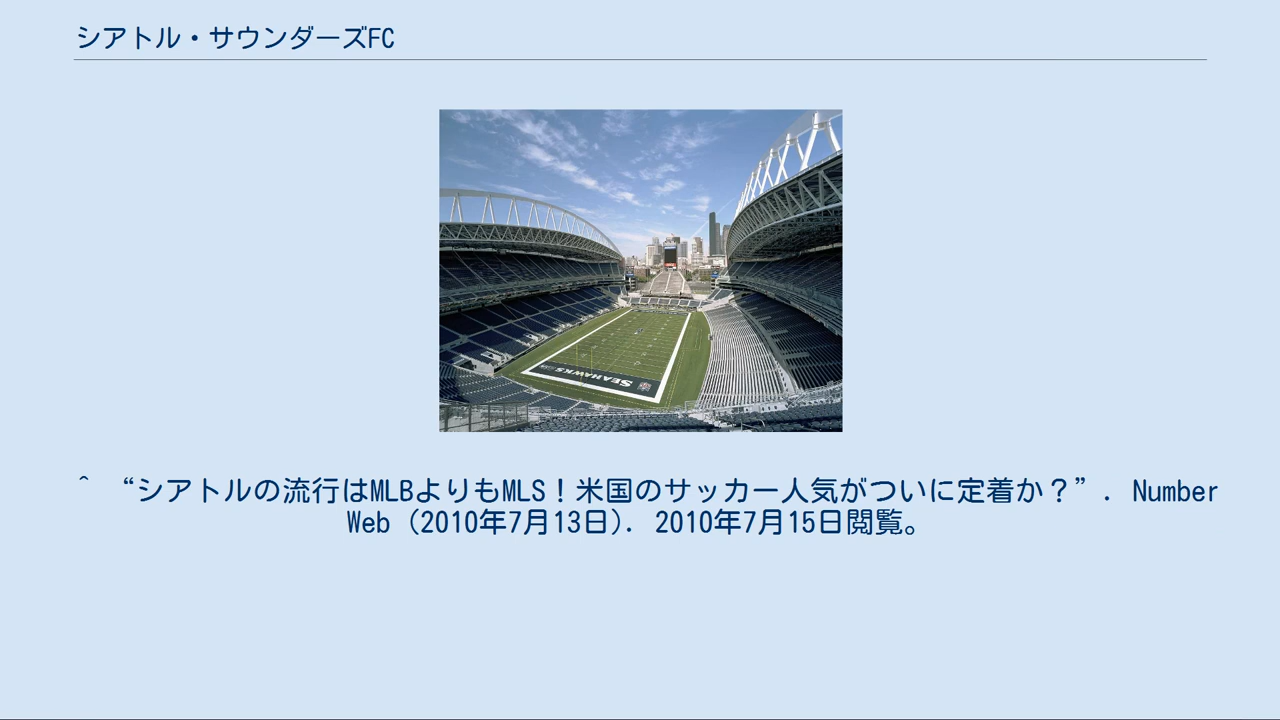 シアトル・サウンダーズFC
SEAHAWKS
^ “シアトルの流行はMLBよりもMLS！米国のサッカー人気がついに定着か？”. Number
Web (2010年7月13日). 2010年7月15日閲覧。